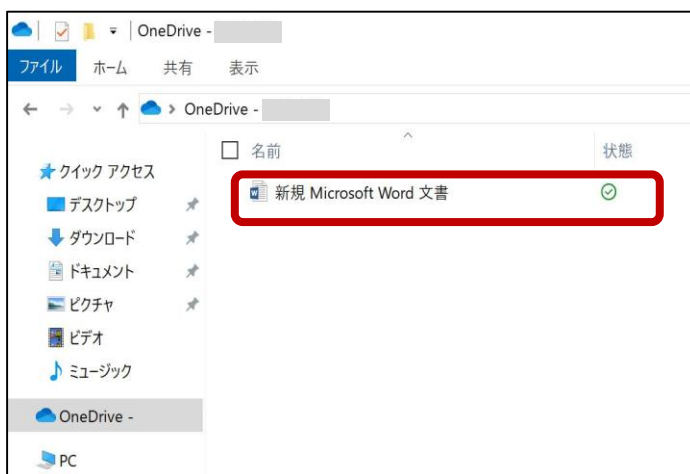 OneDrive -
ファイル ホーム 共有 表示
OneDrive -
名前 状態
クイック アクセス
新規 Microsoft Word 文書
デスクトップ
ダウンロード
ドキュメント
ピクチャ
ビデオ
ミュージック
OneDrive -
PC